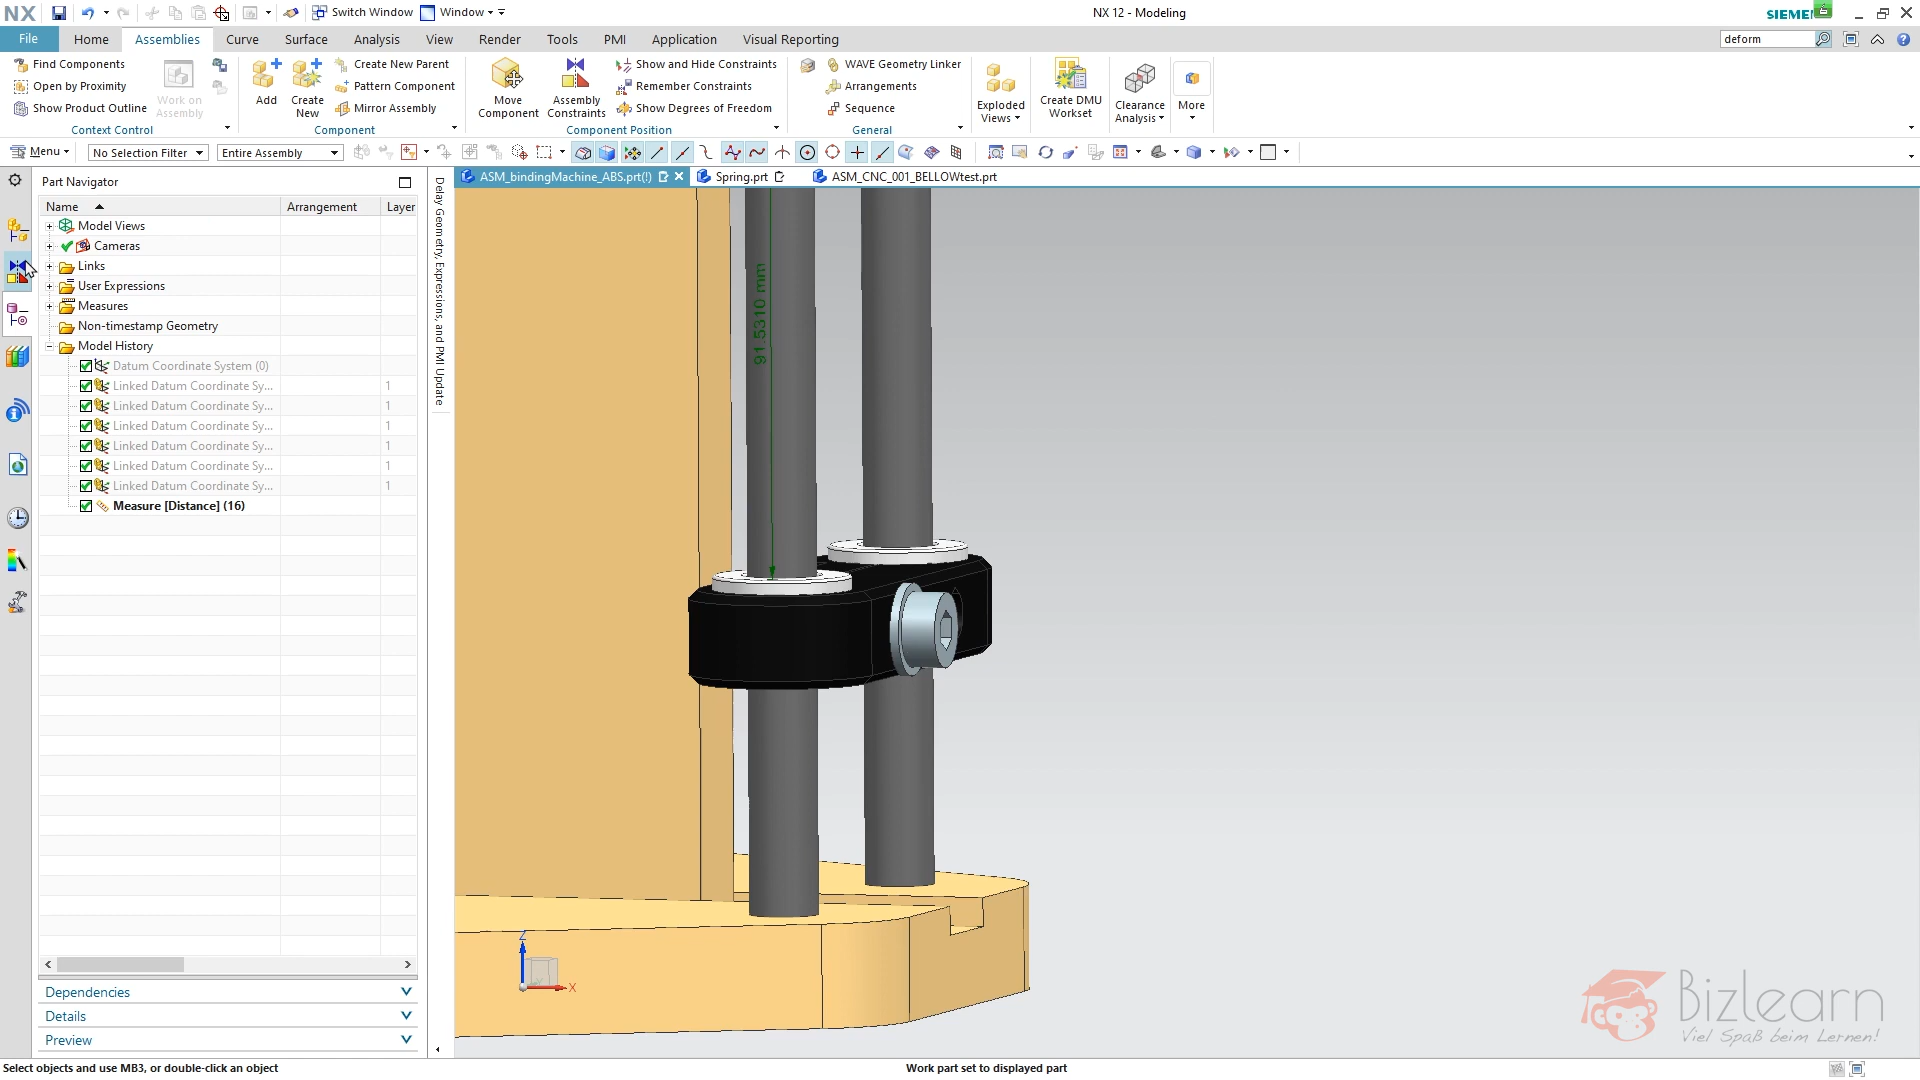 NX
Switch Window
Window
NX 12 - Modeling
File
Home
Assemblies
Curve
Surface
Analysis
View
Render
Tools
PMI
Application
Visual Reporting
deform
Find Components
Open by Proximity
Show Product Outline
Work on Assembly
Context Control
Add
Create New
Create New Parent
Pattern Component
Mirror Assembly
Component
Move Component
Assembly Constraints
Show and Hide Constraints
Remember Constraints
Show Degrees of Freedom
Component Position
WAVE Geometry Linker
Arrangements
Sequence
General
Exploded Views
Create DMU Workset
Clearance Analysis
More
Menu
No Selection Filter
Entire Assembly
Part Navigator
Name
Arrangement
Layer
Model Views
Cameras
Links
User Expressions
Measures
Non-timestamp Geometry
Model History
Datum Coordinate System (0)
Linked Datum Coordinate Sy... 1
Linked Datum Coordinate Sy... 1
Linked Datum Coordinate Sy... 1
Linked Datum Coordinate Sy... 1
Linked Datum Coordinate Sy... 1
Linked Datum Coordinate Sy... 1
Measure [Distance] (16)
Dependencies
Details
Preview
Delay Geometry, Expressions, and PMI Update
ASM_bindingMachine_ABS.prt(!)
Spring.prt
ASM_CNC_001_BELLOWtest.prt
91.5310 mm
Z
X
Bizlearn
Viel Spaß beim Lernen!
Select objects and use MB3, or double-click an object
Work part set to displayed part